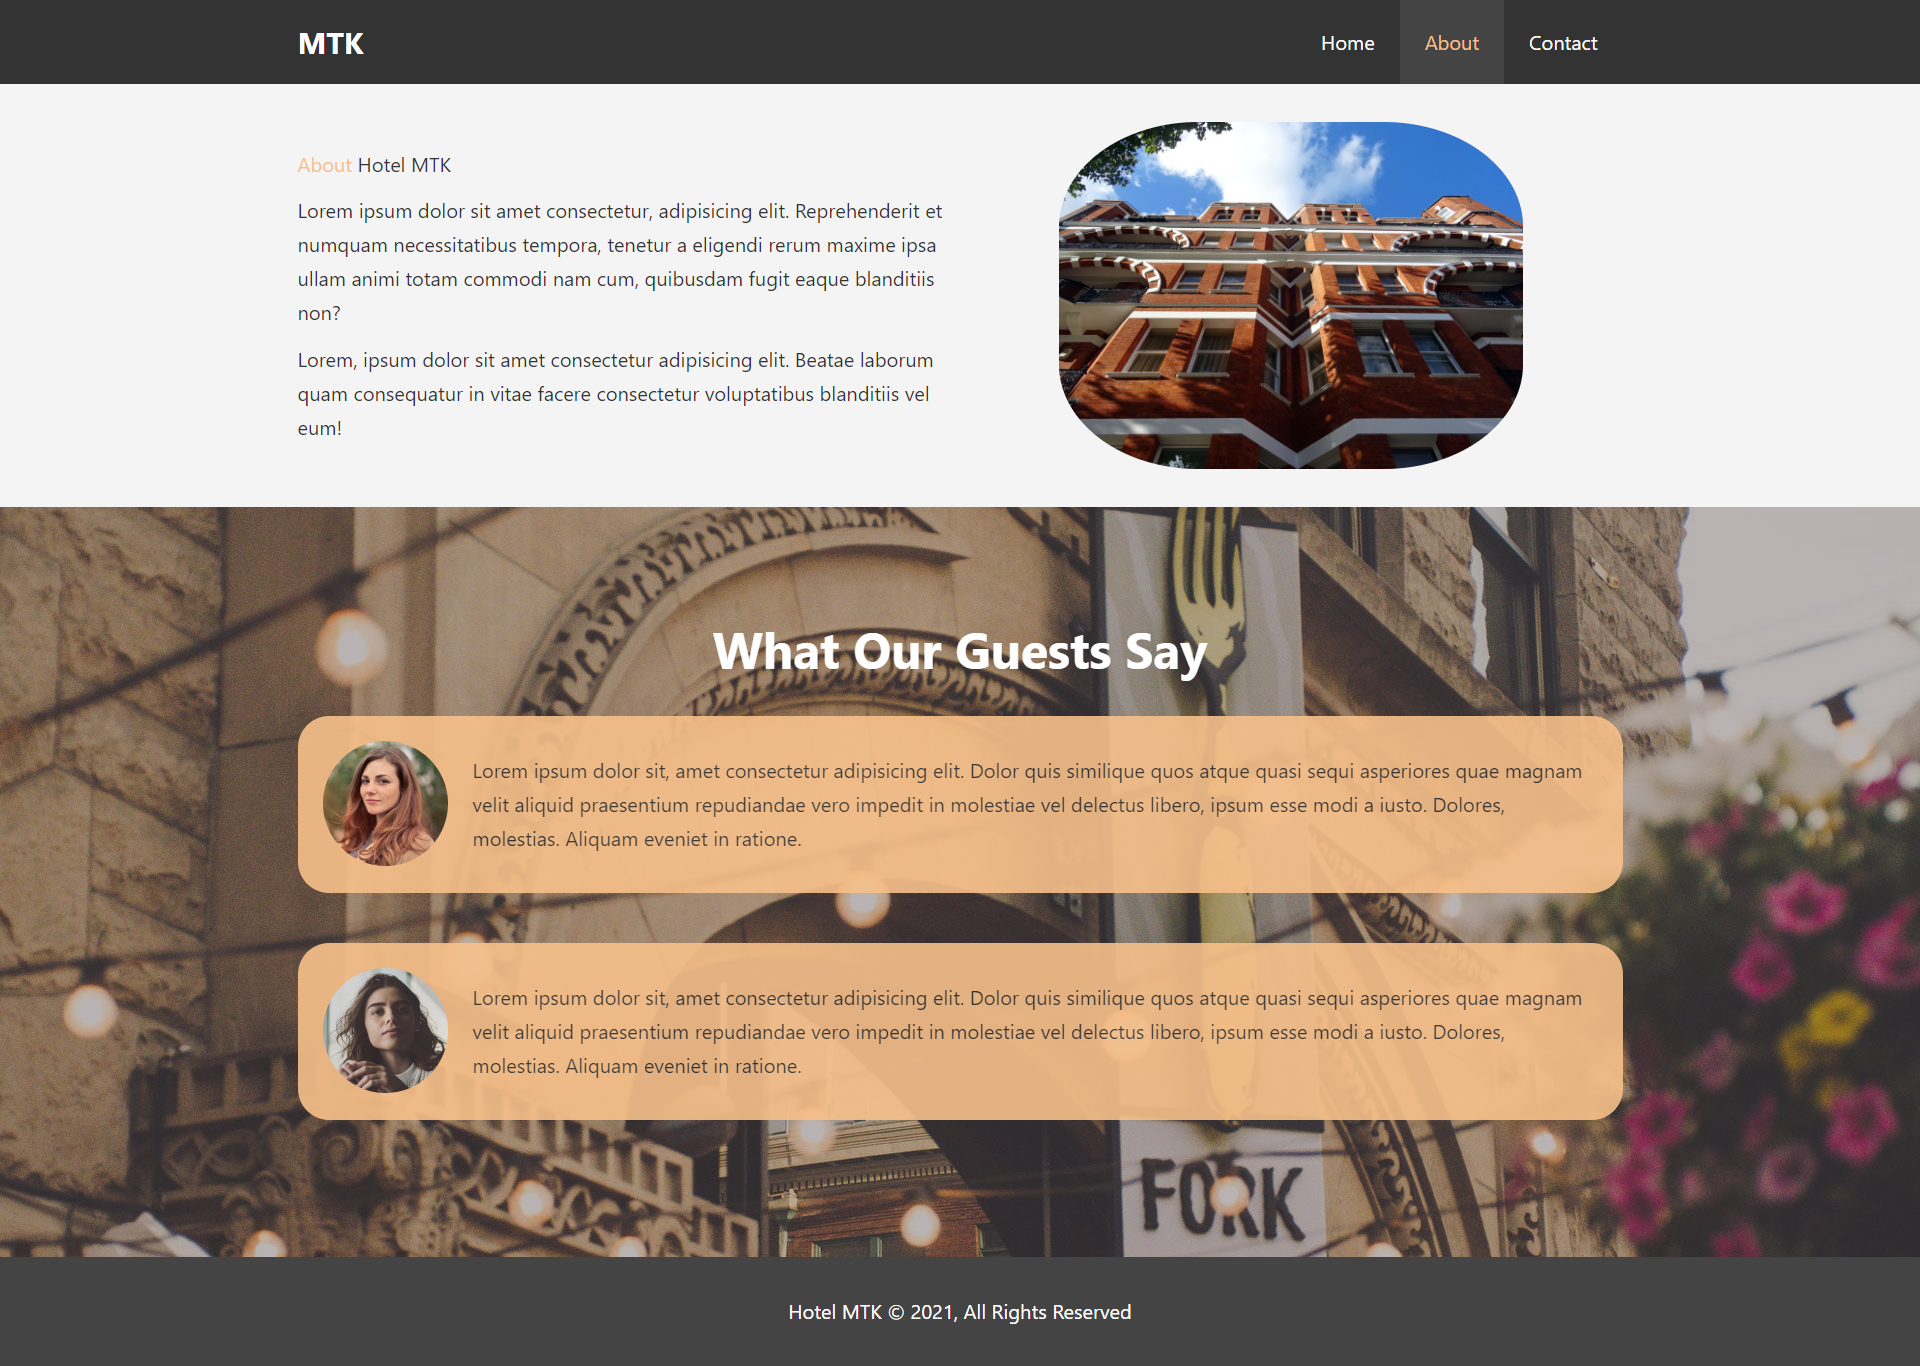 MTK
Home
About
Contact
About Hotel MTK
Lorem ipsum dolor sit amet consectetur, adipisicing elit. Reprehenderit et
numquam necessitatibus tempora, tenetur a eligendi rerum maxime ipsa
ullam animi totam commodi nam cum, quibusdam fugit eaque blanditiis
non?
Lorem, ipsum dolor sit amet consectetur adipisicing elit. Beatae laborum
quam consequatur in vitae facere consectetur voluptatibus blanditiis vel
eum!
What Our Guests Say
Lorem ipsum dolor sit, amet consectetur adipisicing elit. Dolor quis similique quos atque quasi sequi asperiores quae magnam
velit aliquid praesentium repudiandae vero impedit in molestiae vel delectus libero, ipsum esse modi a iusto. Dolores,
molestias. Aliquam eveniet in ratione.
Lorem ipsum dolor sit, amet consectetur adipisicing elit. Dolor quis similique quos atque quasi sequi asperiores quae magnam
velit aliquid praesentium repudiandae vero impedit in molestiae vel delectus libero, ipsum esse modi a iusto. Dolores,
molestias. Aliquam eveniet in ratione.
FORK
Hotel MTK © 2021, All Rights Reserved